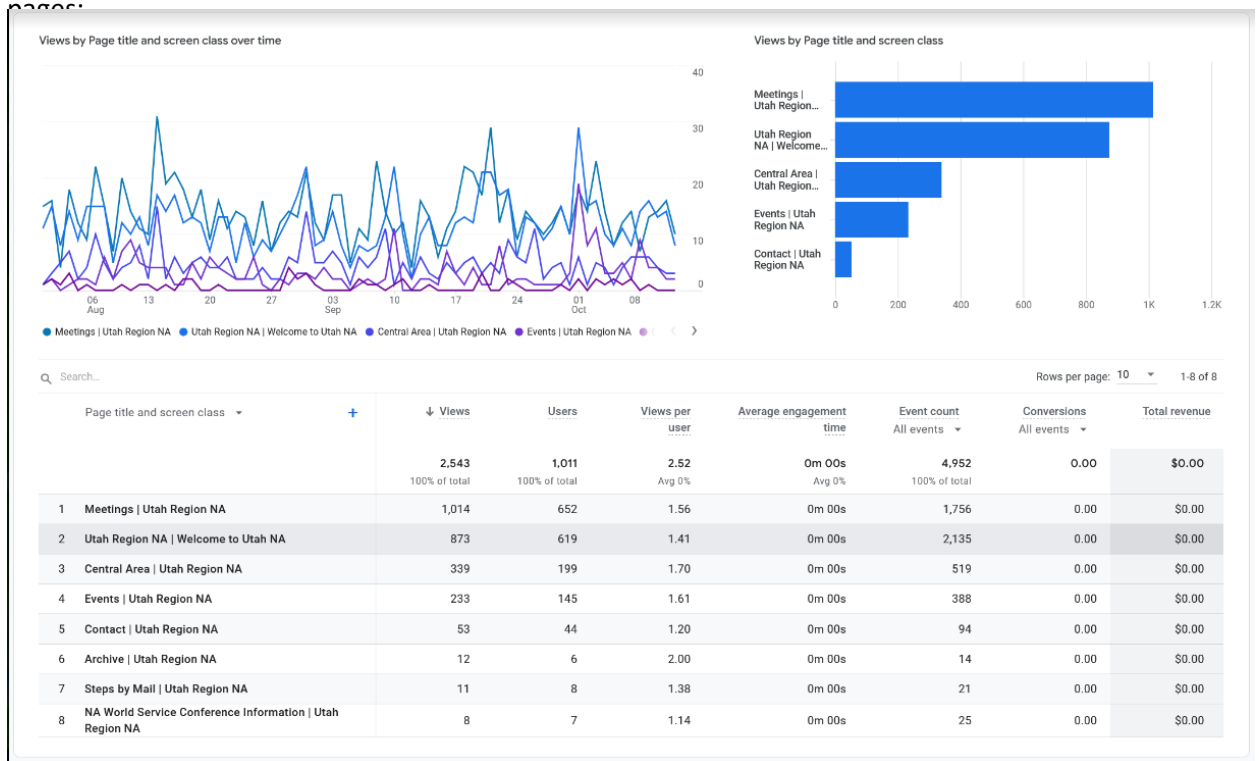 pages:
Views by Page title and screen class over time
40
30
20
10
0
06
Aug
13
20
27
03
Sep
10
17
24
01
Oct
08
Meetings | Utah Region NA Utah Region NA | Welcome to Utah NA Central Area | Utah Region NA Events | Utah Region NA
Views by Page title and screen class
Meetings |
Utah Region...
Utah Region
NA | Welcome...
Central Area |
Utah Region...
Events | Utah
Region NA
Contact | Utah
Region NA
0 200 400 600 800 1K 1.2K
Search...
Rows per page: 10 1-8 of 8
Page title and screen class + ↓ Views Users Views per user Average engagement time Event count All events Conversions All events Total revenue
2,543 1,011 2.52 0m 00s 4,952 0.00 $0.00
100% of total 100% of total Avg 0% Avg 0% 100% of total
1 Meetings | Utah Region NA 1,014 652 1.56 0m 00s 1,756 0.00 $0.00
2 Utah Region NA | Welcome to Utah NA 873 619 1.41 0m 00s 2,135 0.00 $0.00
3 Central Area | Utah Region NA 339 199 1.70 0m 00s 519 0.00 $0.00
4 Events | Utah Region NA 233 145 1.61 0m 00s 388 0.00 $0.00
5 Contact | Utah Region NA 53 44 1.20 0m 00s 94 0.00 $0.00
6 Archive | Utah Region NA 12 6 2.00 0m 00s 14 0.00 $0.00
7 Steps by Mail | Utah Region NA 11 8 1.38 0m 00s 21 0.00 $0.00
8 NA World Service Conference Information | Utah
Region NA 8 7 1.14 0m 00s 25 0.00 $0.00